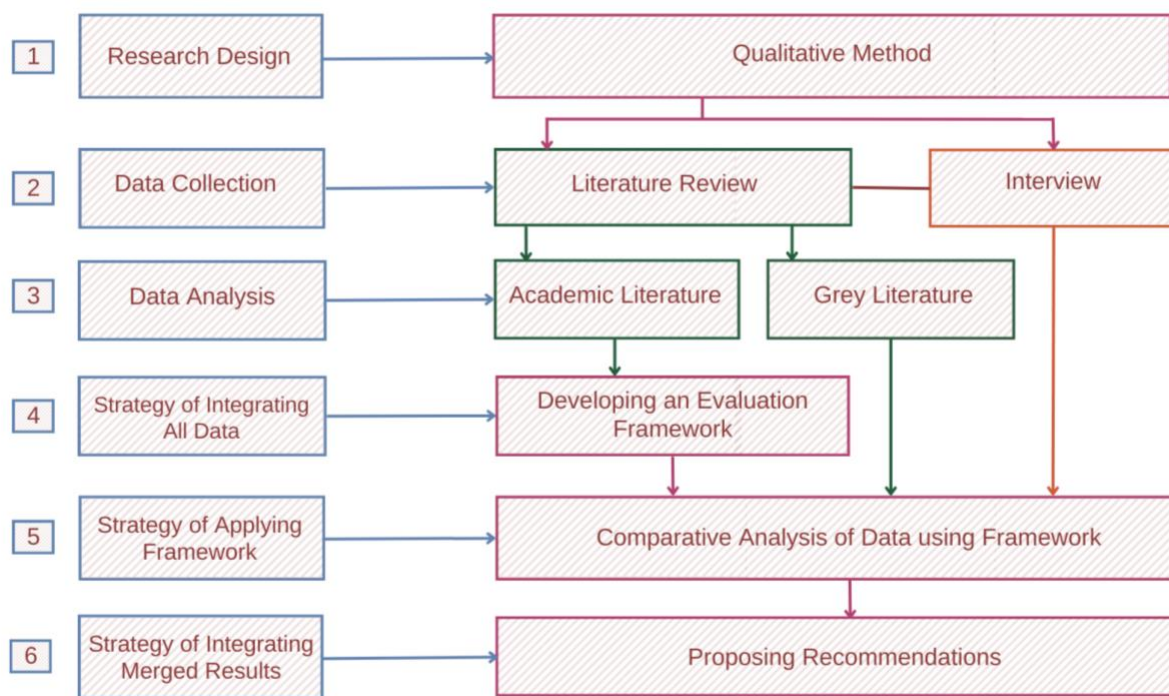 1
Research Design
Qualitative Method
2
Data Collection
Literature Review
Interview
3
Data Analysis
Academic Literature
Grey Literature
4
Strategy of Integrating
All Data
Developing an Evaluation
Framework
5
Strategy of Applying
Framework
Comparative Analysis of Data using Framework
6
Strategy of Integrating
Merged Results
Proposing Recommendations